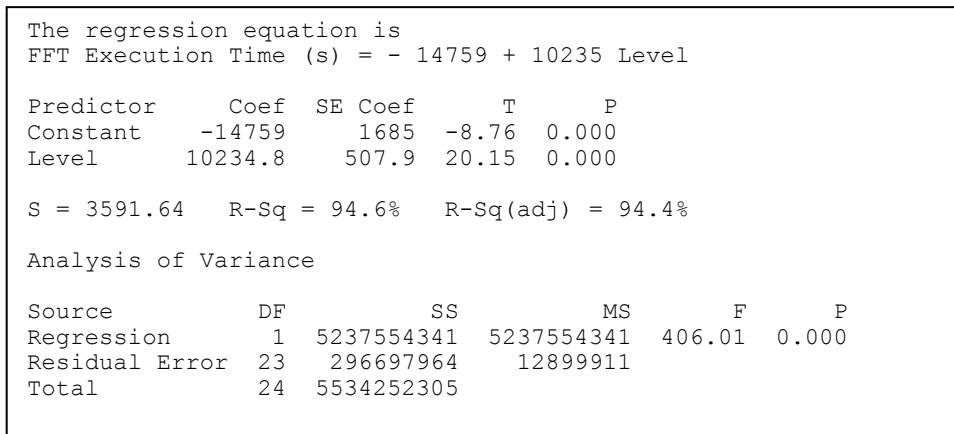 The regression equation is
FFT Execution Time (s) = - 14759 + 10235 Level
Predictor Coef SE Coef T P
Constant -14759 1685 -8.76 0.000
Level 10234.8 507.9 20.15 0.000
S = 3591.64 R-Sq = 94.6% R-Sq(adj) = 94.4%
Analysis of Variance
Source DF SS MS F P
Regression 1 5237554341 5237554341 406.01 0.000
Residual Error 23 296697964 12899911
Total 24 5534252305